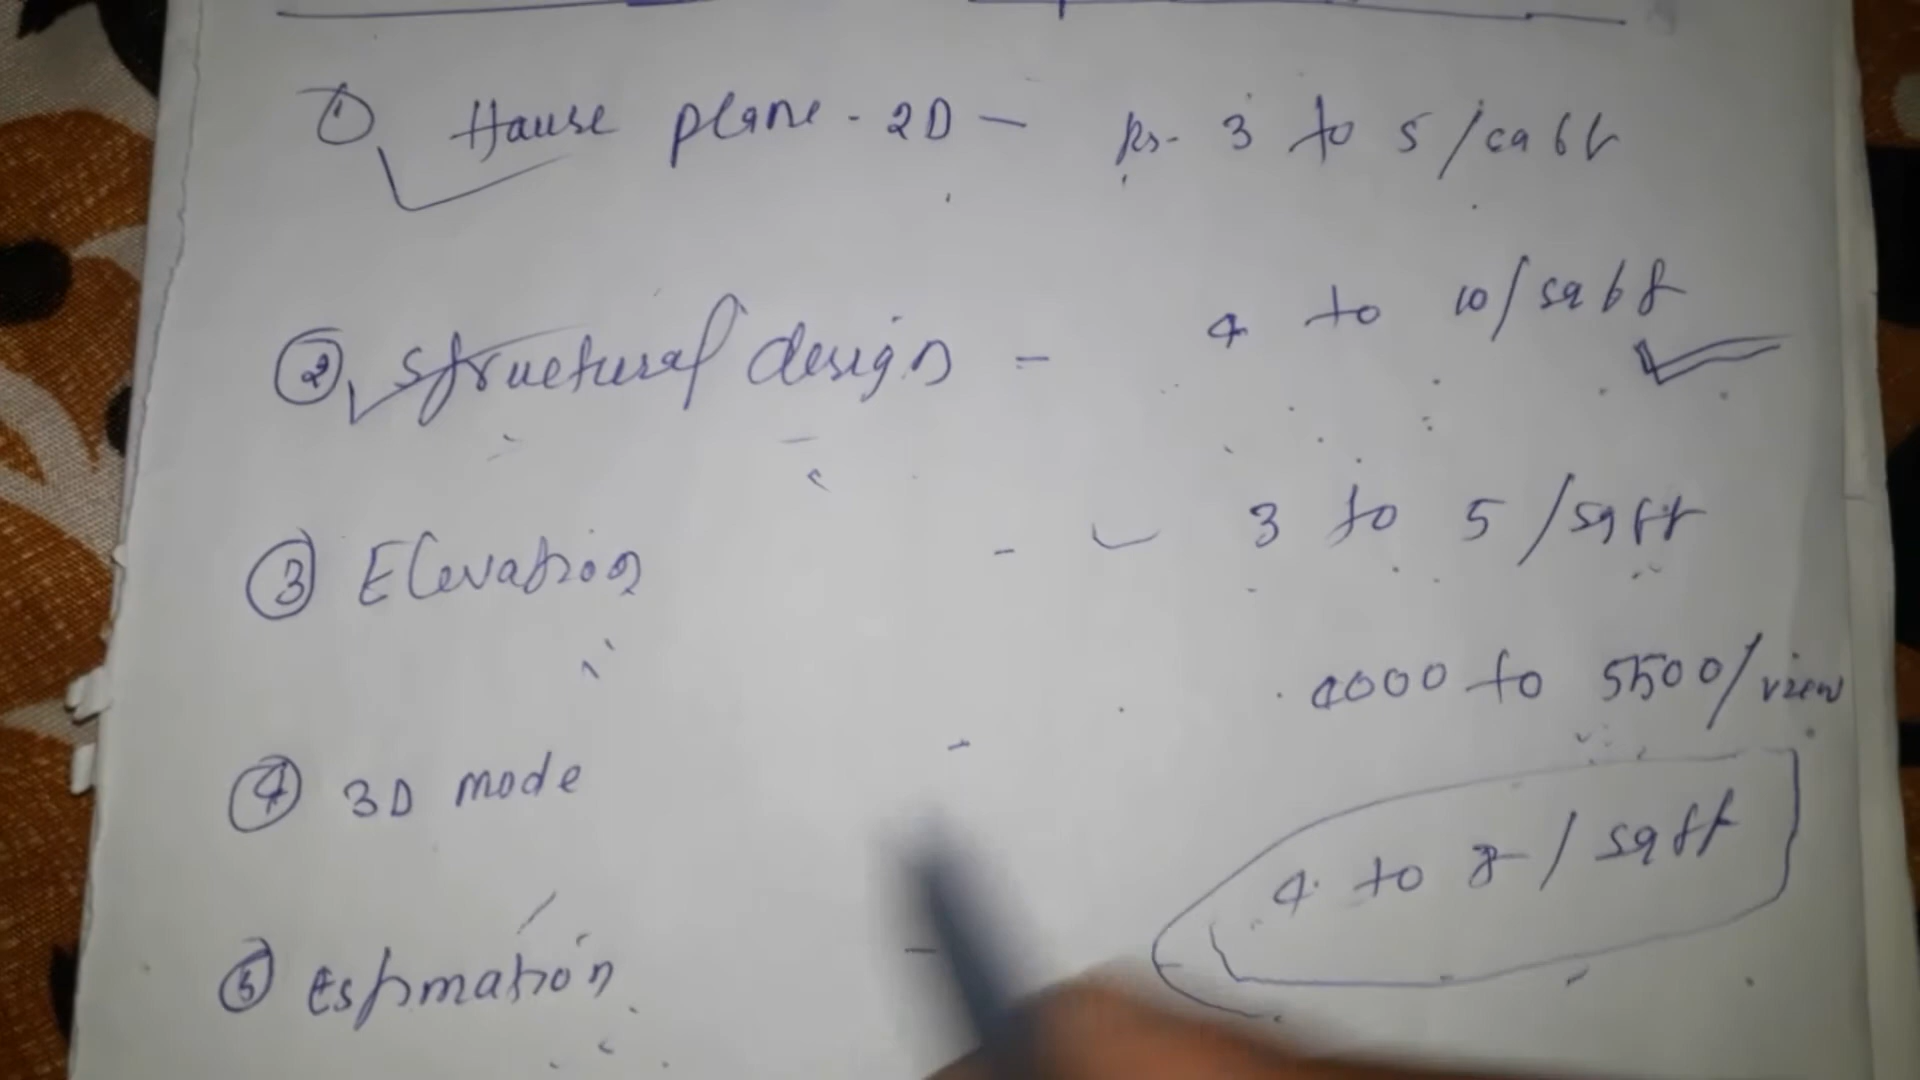 ① Hause plane - 2D - Rs- 3 to 5/sqft
② structural design - 4 to 10/sqft
③ Elevation - 3 to 5/sqft
④ 3D mode - 4000 to 5500/view
⑤ Estimation - 4 to 8/sqft